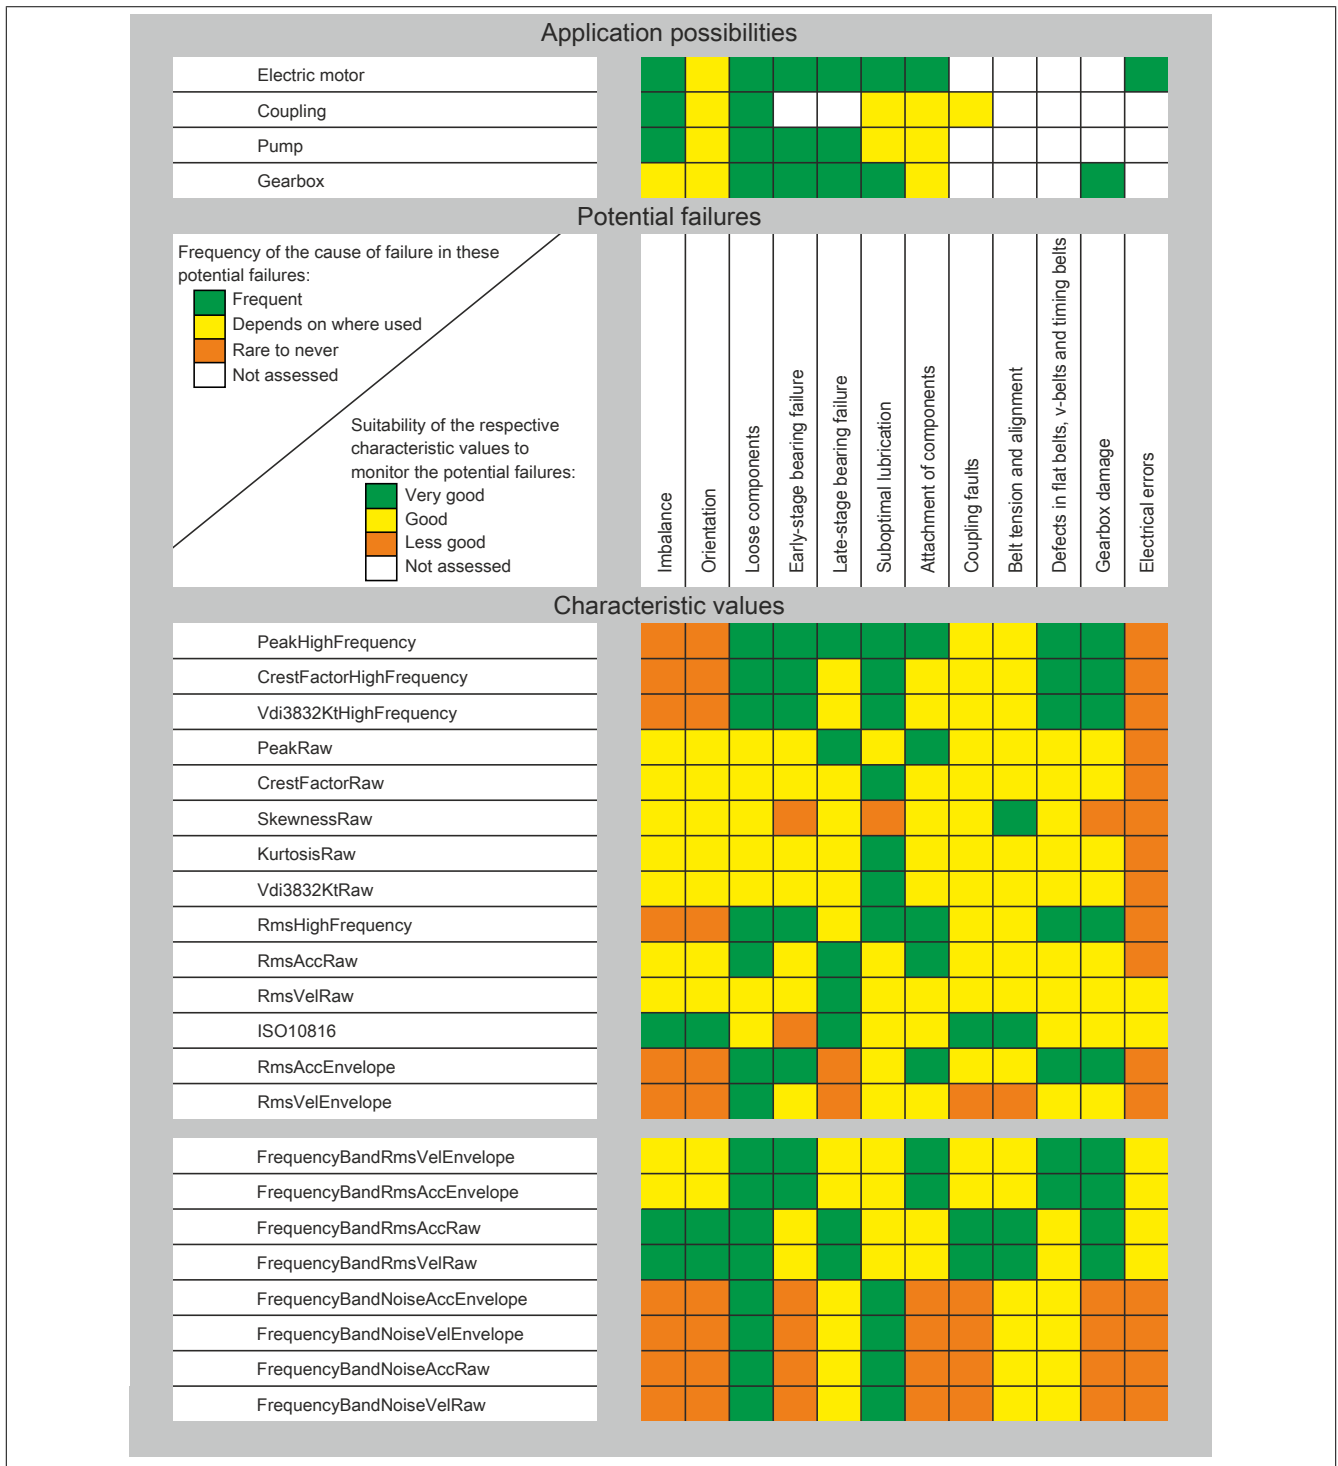 Application possibilities
Electric motor
Coupling
Pump
Gearbox
Potential failures
Frequency of the cause of failure in these
potential failures:
Frequent
Depends on where used
Rare to never
Not assessed
Suitability of the respective
characteristic values to
monitor the potential failures:
Very good
Good
Less good
Not assessed
Imbalance
Orientation
Loose components
Early-stage bearing failure
Late-stage bearing failure
Suboptimal lubrication
Attachment of components
Coupling faults
Belt tension and alignment
Defects in flat belts, v-belts and timing belts
Gearbox damage
Electrical errors
Characteristic values
PeakHighFrequency
CrestFactorHighFrequency
Vdi3832KtHighFrequency
PeakRaw
CrestFactorRaw
SkewnessRaw
KurtosisRaw
Vdi3832KtRaw
RmsHighFrequency
RmsAccRaw
RmsVelRaw
ISO10816
RmsAccEnvelope
RmsVelEnvelope
FrequencyBandRmsVelEnvelope
FrequencyBandRmsAccEnvelope
FrequencyBandRmsAccRaw
FrequencyBandRmsVelRaw
FrequencyBandNoiseAccEnvelope
FrequencyBandNoiseVelEnvelope
FrequencyBandNoiseAccRaw
FrequencyBandNoiseVelRaw